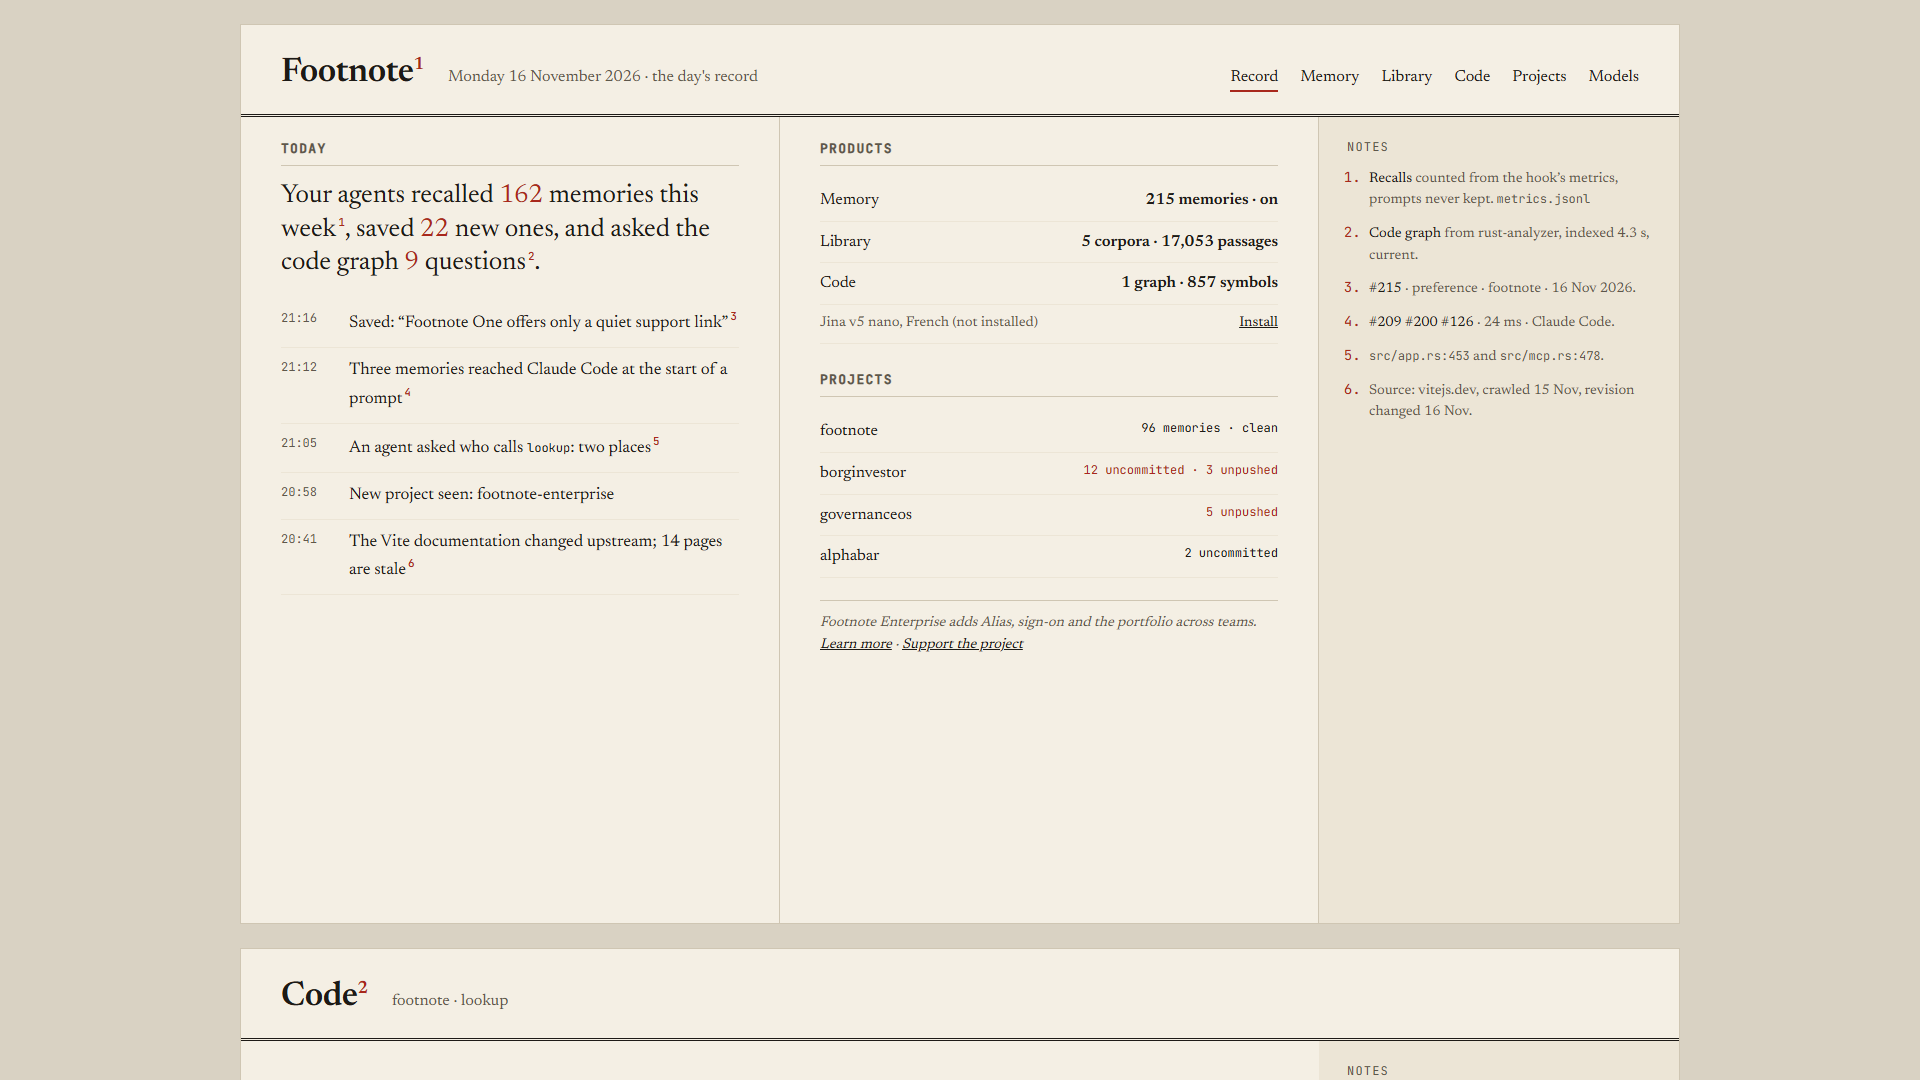 Footnote1
Monday 16 November 2026 · the day's record
Record Memory Library Code Projects Models
TODAY
Your agents recalled 162 memories this
week1, saved 22 new ones, and asked the
code graph 9 questions2.
21:16 Saved: “Footnote One offers only a quiet support link”3
21:12 Three memories reached Claude Code at the start of a
prompt4
21:05 An agent asked who calls lookup: two places5
20:58 New project seen: footnote-enterprise
20:41 The Vite documentation changed upstream; 14 pages
are stale6
PRODUCTS
Memory 215 memories · on
Library 5 corpora · 17,053 passages
Code 1 graph · 857 symbols
Jina v5 nano, French (not installed) Install
PROJECTS
footnote 96 memories · clean
borginvestor 12 uncommitted · 3 unpushed
governanceos 5 unpushed
alphabar 2 uncommitted
Footnote Enterprise adds Alias, sign-on and the portfolio across teams.
Learn more · Support the project
NOTES
1. Recalls counted from the hook's metrics,
prompts never kept. metrics.jsonl
2. Code graph from rust-analyzer, indexed 4.3 s,
current.
3. #215 · preference · footnote · 16 Nov 2026.
4. #209 #200 #126 · 24 ms · Claude Code.
5. src/app.rs:453 and src/mcp.rs:478.
6. Source: vitejs.dev, crawled 15 Nov, revision
changed 16 Nov.
Code2
footnote · lookup
NOTES